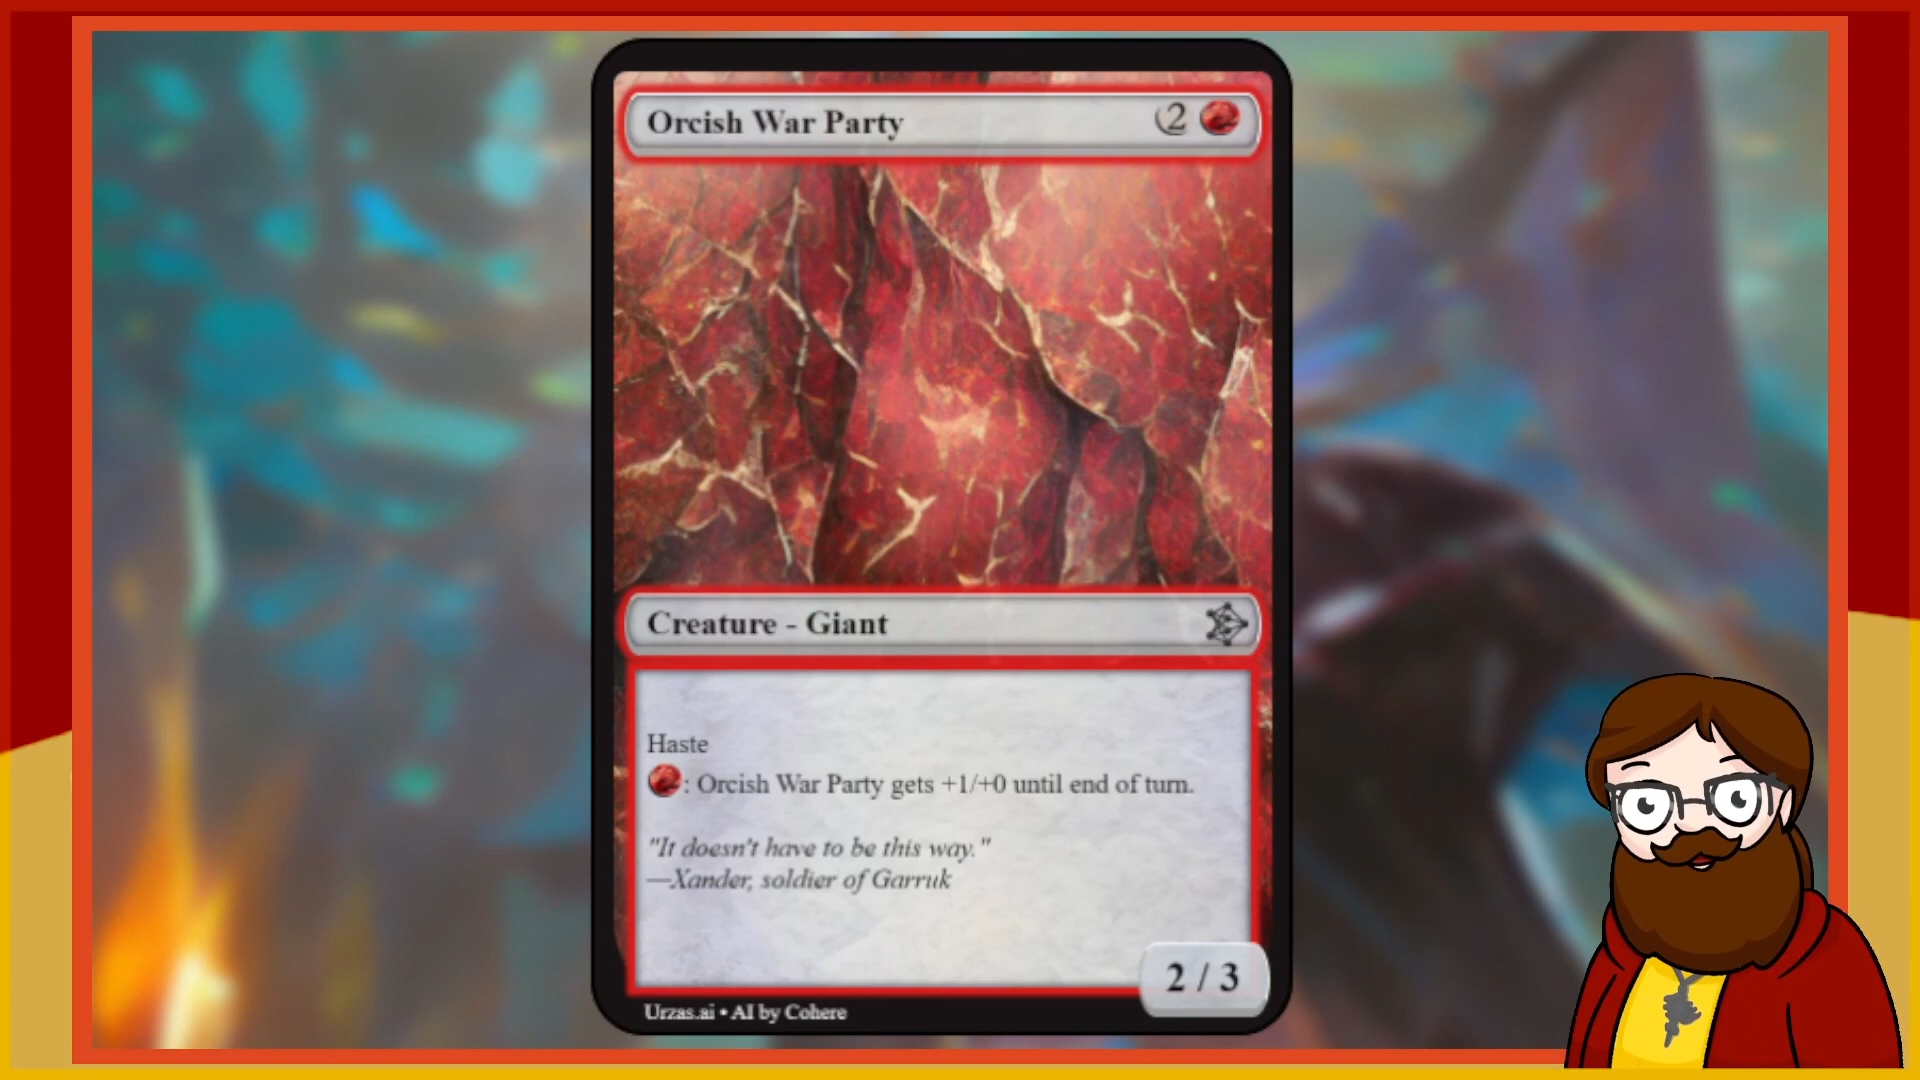 Orcish War Party 2
Creature - Giant
Haste
: Orcish War Party gets +1/+0 until end of turn.
"It doesn't have to be this way."
—Xander, soldier of Garruk
2 / 3
Urzas.ai • AI by Cohere